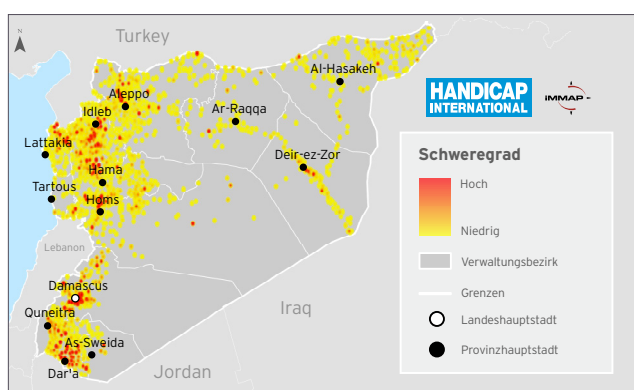 N
Turkey
Al-Hasakeh
Aleppo
Idleb
Ar-Raqqa
Lattakia
Deir-ez-Zor
Hama
Tartous
Homs
Lebanon
Damascus
Quneitra
Iraq
As-Sweida
Dar'a
Jordan
HANDICAP
INTERNATIONAL
iMMAP
Schweregrad
Hoch
Niedrig
Verwaltungsbezirk
Grenzen
Landeshauptstadt
Provinzhauptstadt